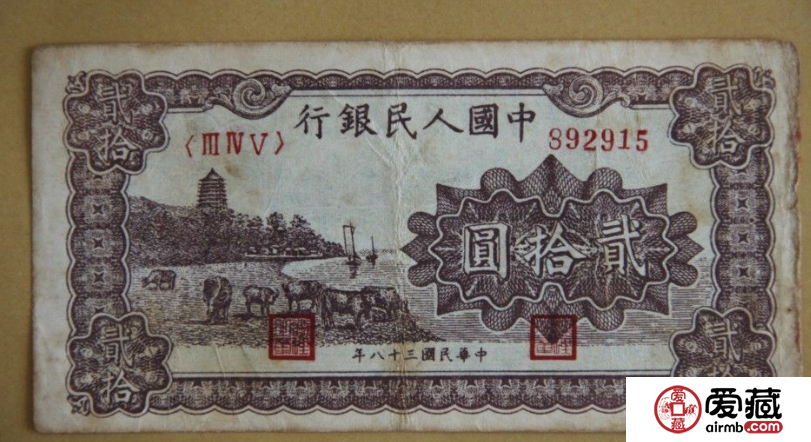 中國人民銀行
〈ⅢⅣⅤ〉 892915
貳拾
貳拾
貳拾圓
貳拾
貳
中華民國三十八年
爱藏
airmb.com